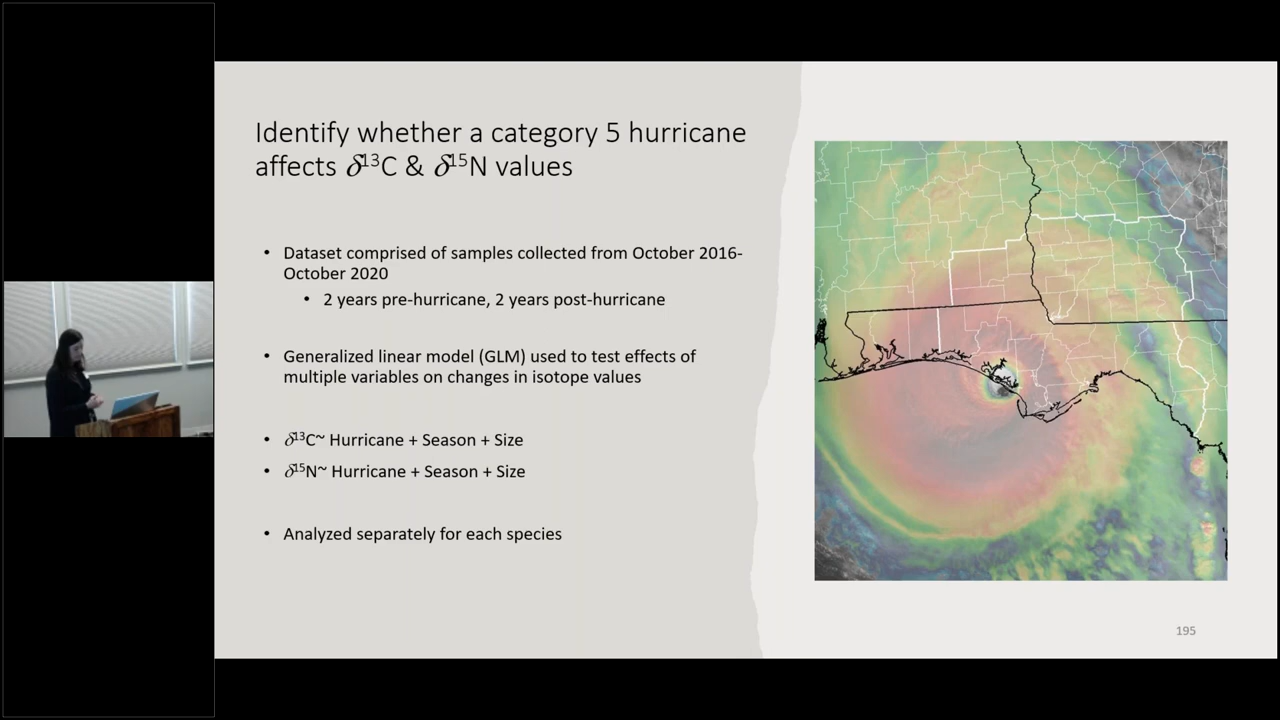 Identify whether a category 5 hurricane
affects δ¹³C & δ¹⁵N values
• Dataset comprised of samples collected from October 2016-
October 2020
• 2 years pre-hurricane, 2 years post-hurricane
• Generalized linear model (GLM) used to test effects of
multiple variables on changes in isotope values
• δ¹³C~ Hurricane + Season + Size
• δ¹⁵N~ Hurricane + Season + Size
• Analyzed separately for each species
195